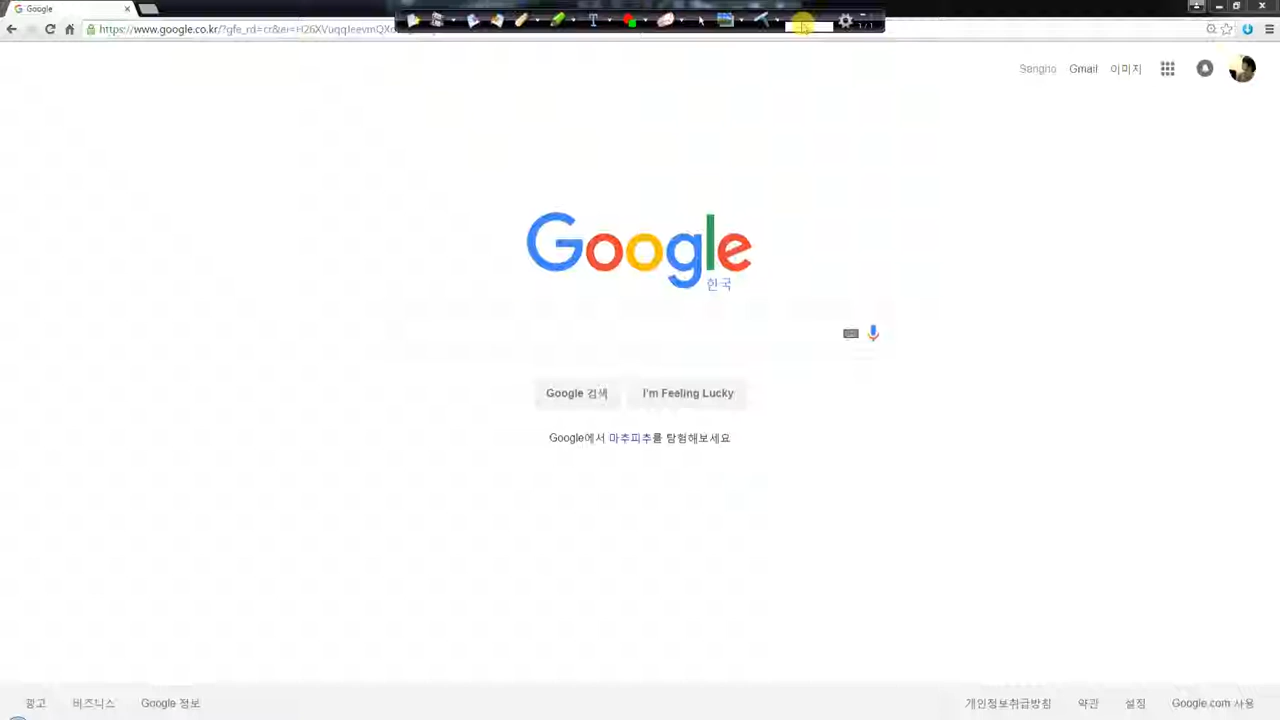 Google
https://www.google.co.kr/?gfe_rd=cr&ei=
1 / 1
Gmail 이미지
Google
한국
Google 검색 I'm Feeling Lucky
Google에서 마추피추를 탐험해보세요
광고 비즈니스 Google 정보 개인정보취급방침 약관 설정 Google.com 사용